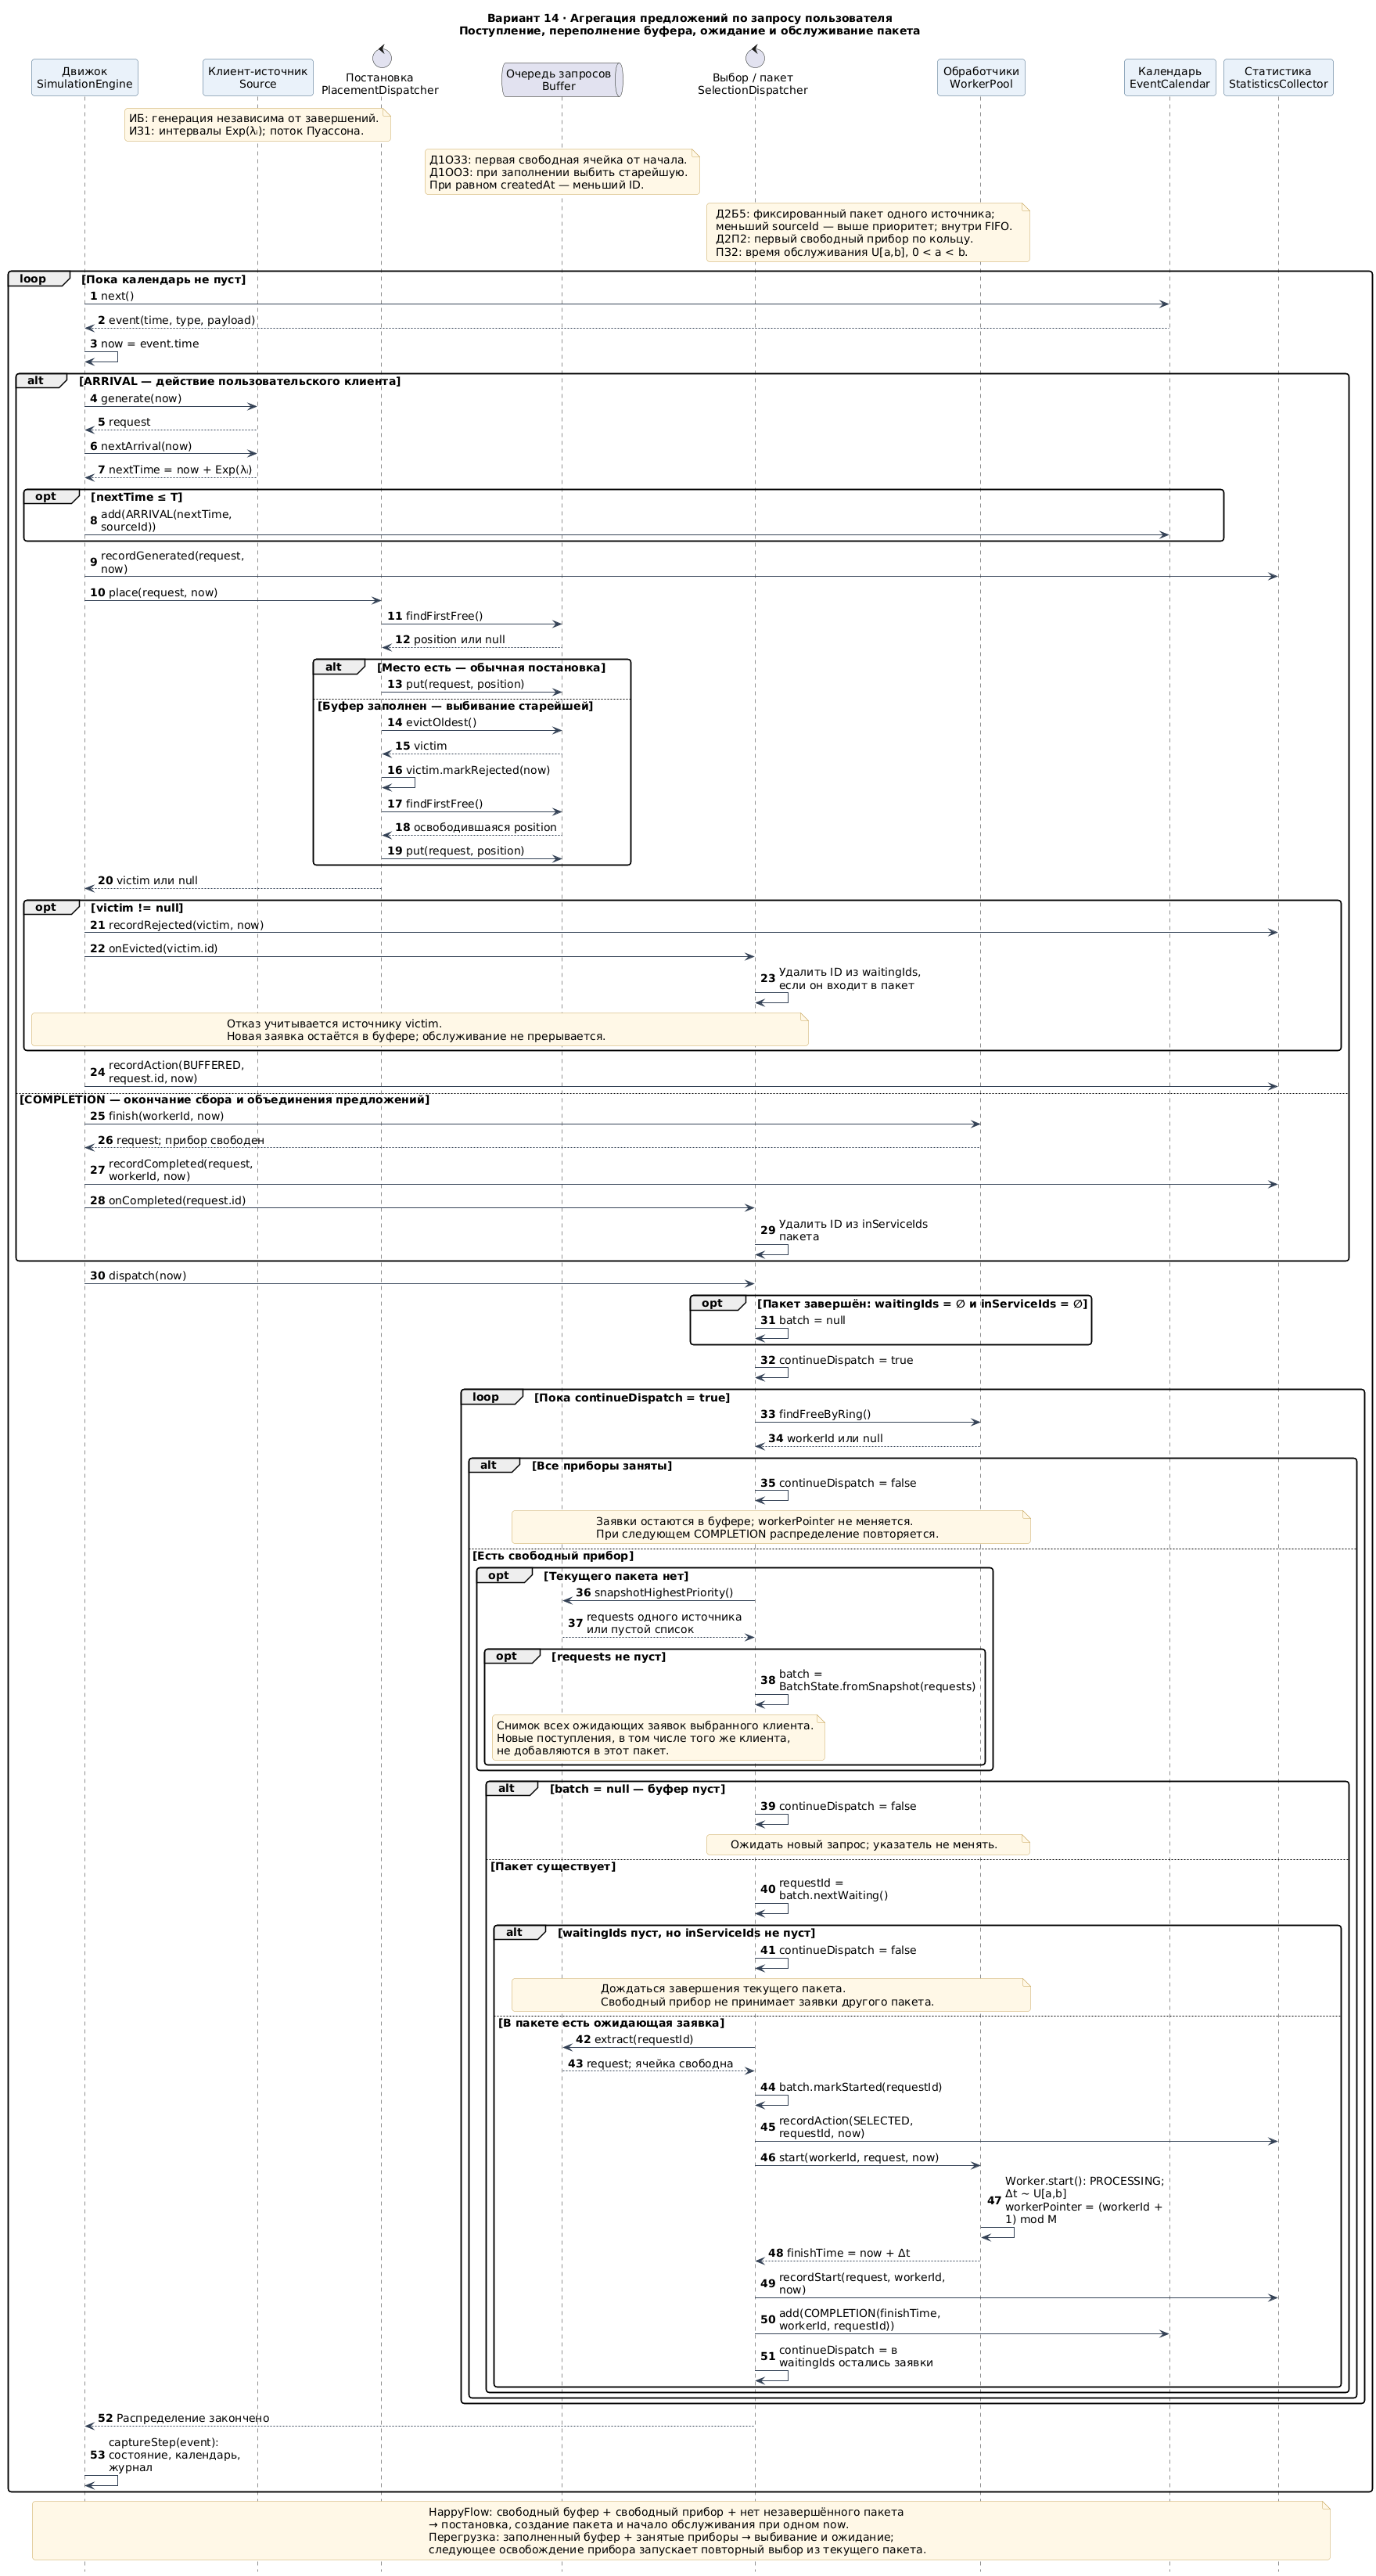 Вариант 14 · Агрегация предложений по запросу пользователя
Поступление, переполнение буфера, ожидание и обслуживание пакета
Движок
SimulationEngine
Клиент-источник
Source
Постановка
PlacementDispatcher
Очередь запросов
Buffer
Выбор / пакет
SelectionDispatcher
Обработчики
WorkerPool
Календарь
EventCalendar
Статистика
StatisticsCollector
ИБ: генерация независима от завершений.
ИЗ1: интервалы Exp(λᵢ); поток Пуассона.
Д1ОЗ3: первая свободная ячейка от начала.
Д1ОО3: при заполнении выбить старейшую.
При равном createdAt — меньший ID.
Д2Б5: фиксированный пакет одного источника;
меньший sourceId — выше приоритет; внутри FIFO.
Д2П2: первый свободный прибор по кольцу.
ПЗ2: время обслуживания U[a,b], 0 < a < b.
loop [Пока календарь не пуст]
1 next()
2 event(time, type, payload)
3 now = event.time
alt [ARRIVAL — действие пользовательского клиента]
4 generate(now)
5 request
6 nextArrival(now)
7 nextTime = now + Exp(λᵢ)
opt [nextTime ≤ T]
8 add(ARRIVAL(nextTime,
sourceId))
9 recordGenerated(request,
now)
10 place(request, now)
11 findFirstFree()
12 position или null
alt [Место есть — обычная постановка]
13 put(request, position)
[Буфер заполнен — выбивание старейшей]
14 evictOldest()
15 victim
16 victim.markRejected(now)
17 findFirstFree()
18 освободившаяся position
19 put(request, position)
20 victim или null
opt [victim != null]
21 recordRejected(victim, now)
22 onEvicted(victim.id)
23 Удалить ID из waitingIds,
если он входит в пакет
Отказ учитывается источнику victim.
Новая заявка остаётся в буфере; обслуживание не прерывается.
24 recordAction(BUFFERED,
request.id, now)
[COMPLETION — окончание сбора и объединения предложений]
25 finish(workerId, now)
26 request; прибор свободен
27 recordCompleted(request,
workerId, now)
28 onCompleted(request.id)
29 Удалить ID из inServiceIds
пакета
30 dispatch(now)
opt [Пакет завершён: waitingIds = ∅ и inServiceIds = ∅]
31 batch = null
32 continueDispatch = true
loop [Пока continueDispatch = true]
33 findFreeByRing()
34 workerId или null
alt [Все приборы заняты]
35 continueDispatch = false
Заявки остаются в буфере; workerPointer не меняется.
При следующем COMPLETION распределение повторяется.
[Есть свободный прибор]
opt [Текущего пакета нет]
36 snapshotHighestPriority()
37 requests одного источника
или пустой список
opt [requests не пуст]
38 batch =
BatchState.fromSnapshot(requests)
Снимок всех ожидающих заявок выбранного клиента.
Новые поступления, в том числе того же клиента,
не добавляются в этот пакет.
alt [batch = null — буфер пуст]
39 continueDispatch = false
Ожидать новый запрос; указатель не менять.
[Пакет существует]
40 requestId =
batch.nextWaiting()
alt [waitingIds пуст, но inServiceIds не пуст]
41 continueDispatch = false
Дождаться завершения текущего пакета.
Свободный прибор не принимает заявки другого пакета.
[В пакете есть ожидающая заявка]
42 extract(requestId)
43 request; ячейка свободна
44 batch.markStarted(requestId)
45 recordAction(SELECTED,
requestId, now)
46 start(workerId, request, now)
47 Worker.start(): PROCESSING;
Δt ~ U[a,b]
workerPointer = (workerId +
1) mod M
48 finishTime = now + Δt
49 recordStart(request, workerId,
now)
50 add(COMPLETION(finishTime,
workerId, requestId))
51 continueDispatch = в
waitingIds остались заявки
52 Распределение закончено
53 captureStep(event):
состояние, календарь,
журнал
HappyFlow: свободный буфер + свободный прибор + нет незавершённого пакета
→ постановка, создание пакета и начало обслуживания при одном now.
Перегрузка: заполненный буфер + занятые приборы → выбивание и ожидание;
следующее освобождение прибора запускает повторный выбор из текущего пакета.